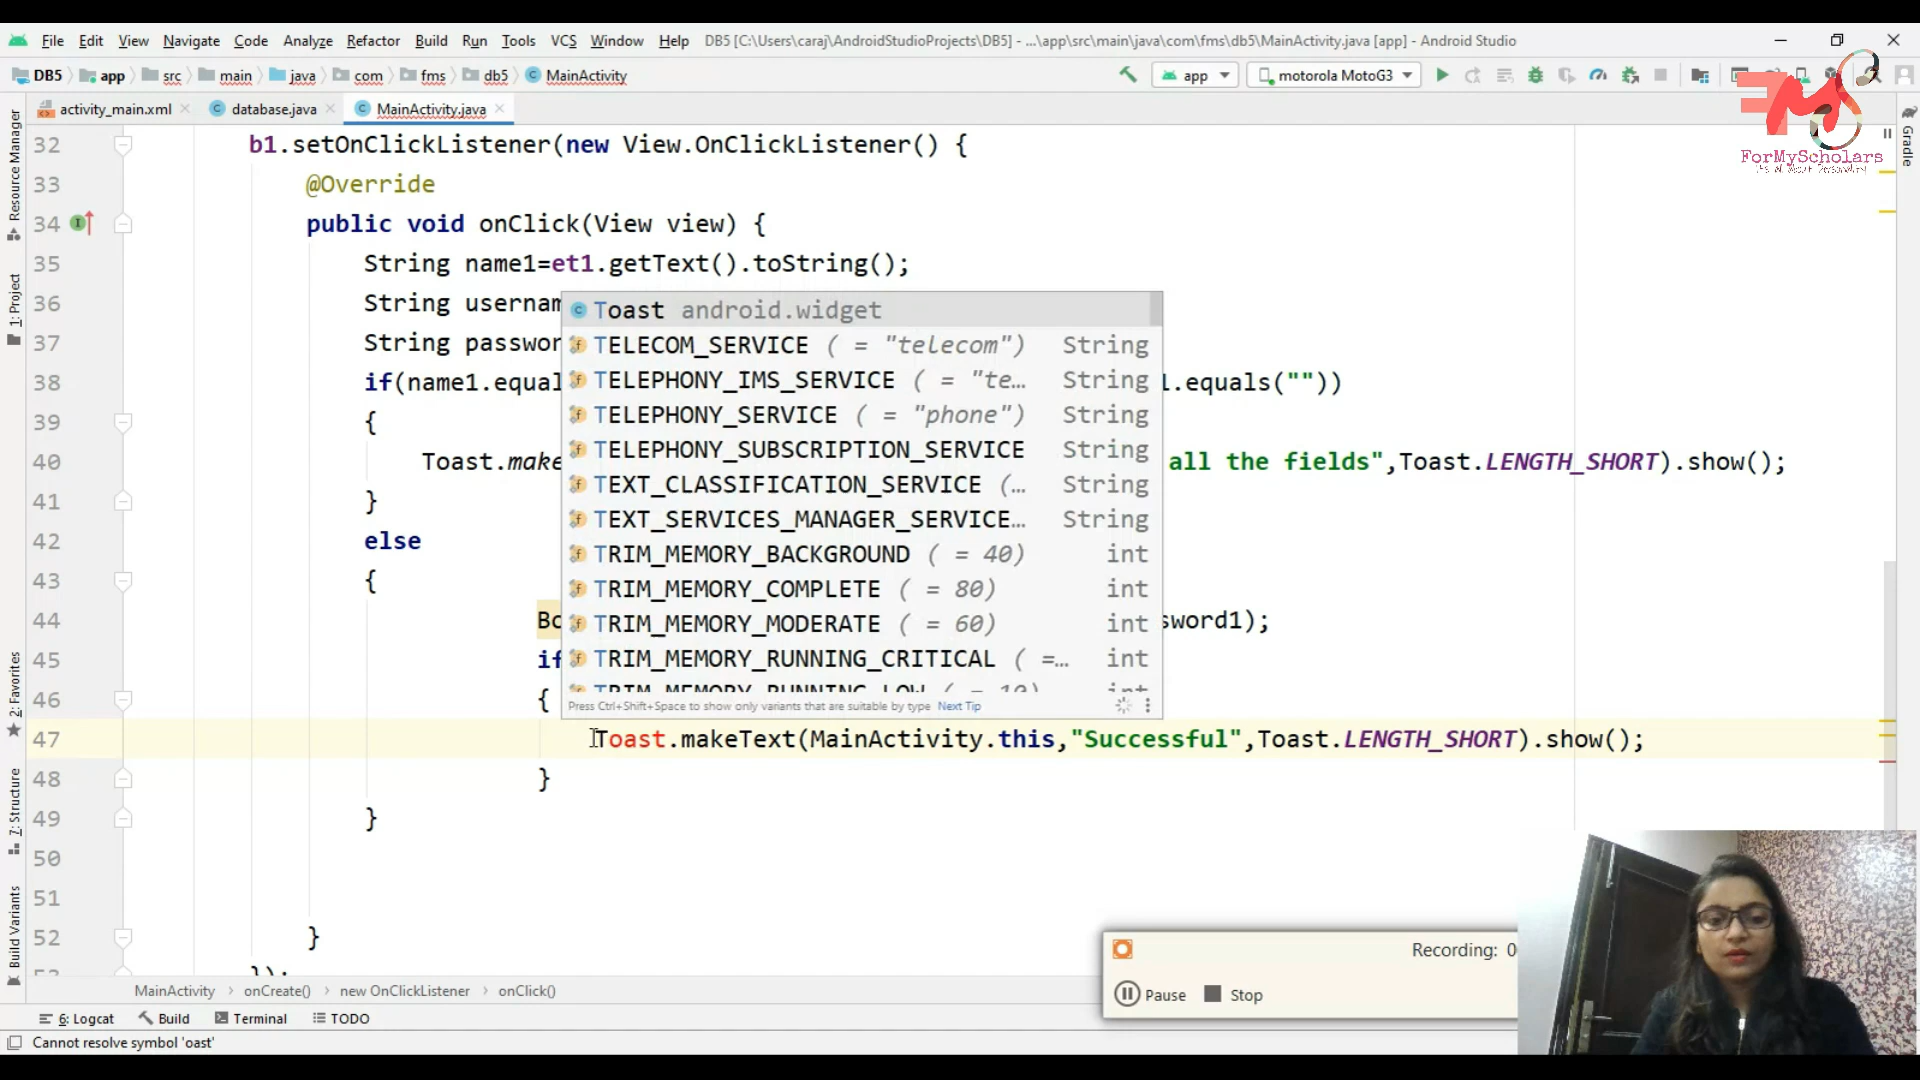 File Edit View Navigate Code Analyze Refactor Build Run Tools VCS Window Help DB5 [C:\Users\caraj\AndroidStudioProjects\DB5] - ...\app\src\main\java\com\fms\db5\MainActivity.java [app] - Android Studio
DB5 app src main java com fms db5 MainActivity app motorola MotoG3
activity_main.xml database.java MainActivity.java
ForMyScholars
Resource Manager
1: Project
2: Favorites
7: Structure
Build Variants
Gradle
32 b1.setOnClickListener(new View.OnClickListener() {
33 @Override
34 public void onClick(View view) {
35 String name1=et1.getText().toString();
36 String usernam
37 String passwor
38 if(name1.equal l.equals(""))
39 {
40 Toast.make all the fields",Toast.LENGTH_SHORT).show();
41 }
42 else
43 {
44 Bo sword1);
45 if
46 {
47 Toast.makeText(MainActivity.this,"Successful",Toast.LENGTH_SHORT).show();
48 }
49 }
50
51
52 }
53 });
Toast android.widget
TELECOM_SERVICE ( = "telecom") String
TELEPHONY_IMS_SERVICE ( = "te... String
TELEPHONY_SERVICE ( = "phone") String
TELEPHONY_SUBSCRIPTION_SERVICE String
TEXT_CLASSIFICATION_SERVICE (... String
TEXT_SERVICES_MANAGER_SERVICE... String
TRIM_MEMORY_BACKGROUND ( = 40) int
TRIM_MEMORY_COMPLETE ( = 80) int
TRIM_MEMORY_MODERATE ( = 60) int
TRIM_MEMORY_RUNNING_CRITICAL ( =... int
TRIM_MEMORY_RUNNING_LOW ( = 10) int
Press Ctrl+Shift+Space to show only variants that are suitable by type Next Tip
Recording: 0
Pause Stop
MainActivity onCreate() new OnClickListener onClick()
6: Logcat Build Terminal TODO
Cannot resolve symbol 'oast'